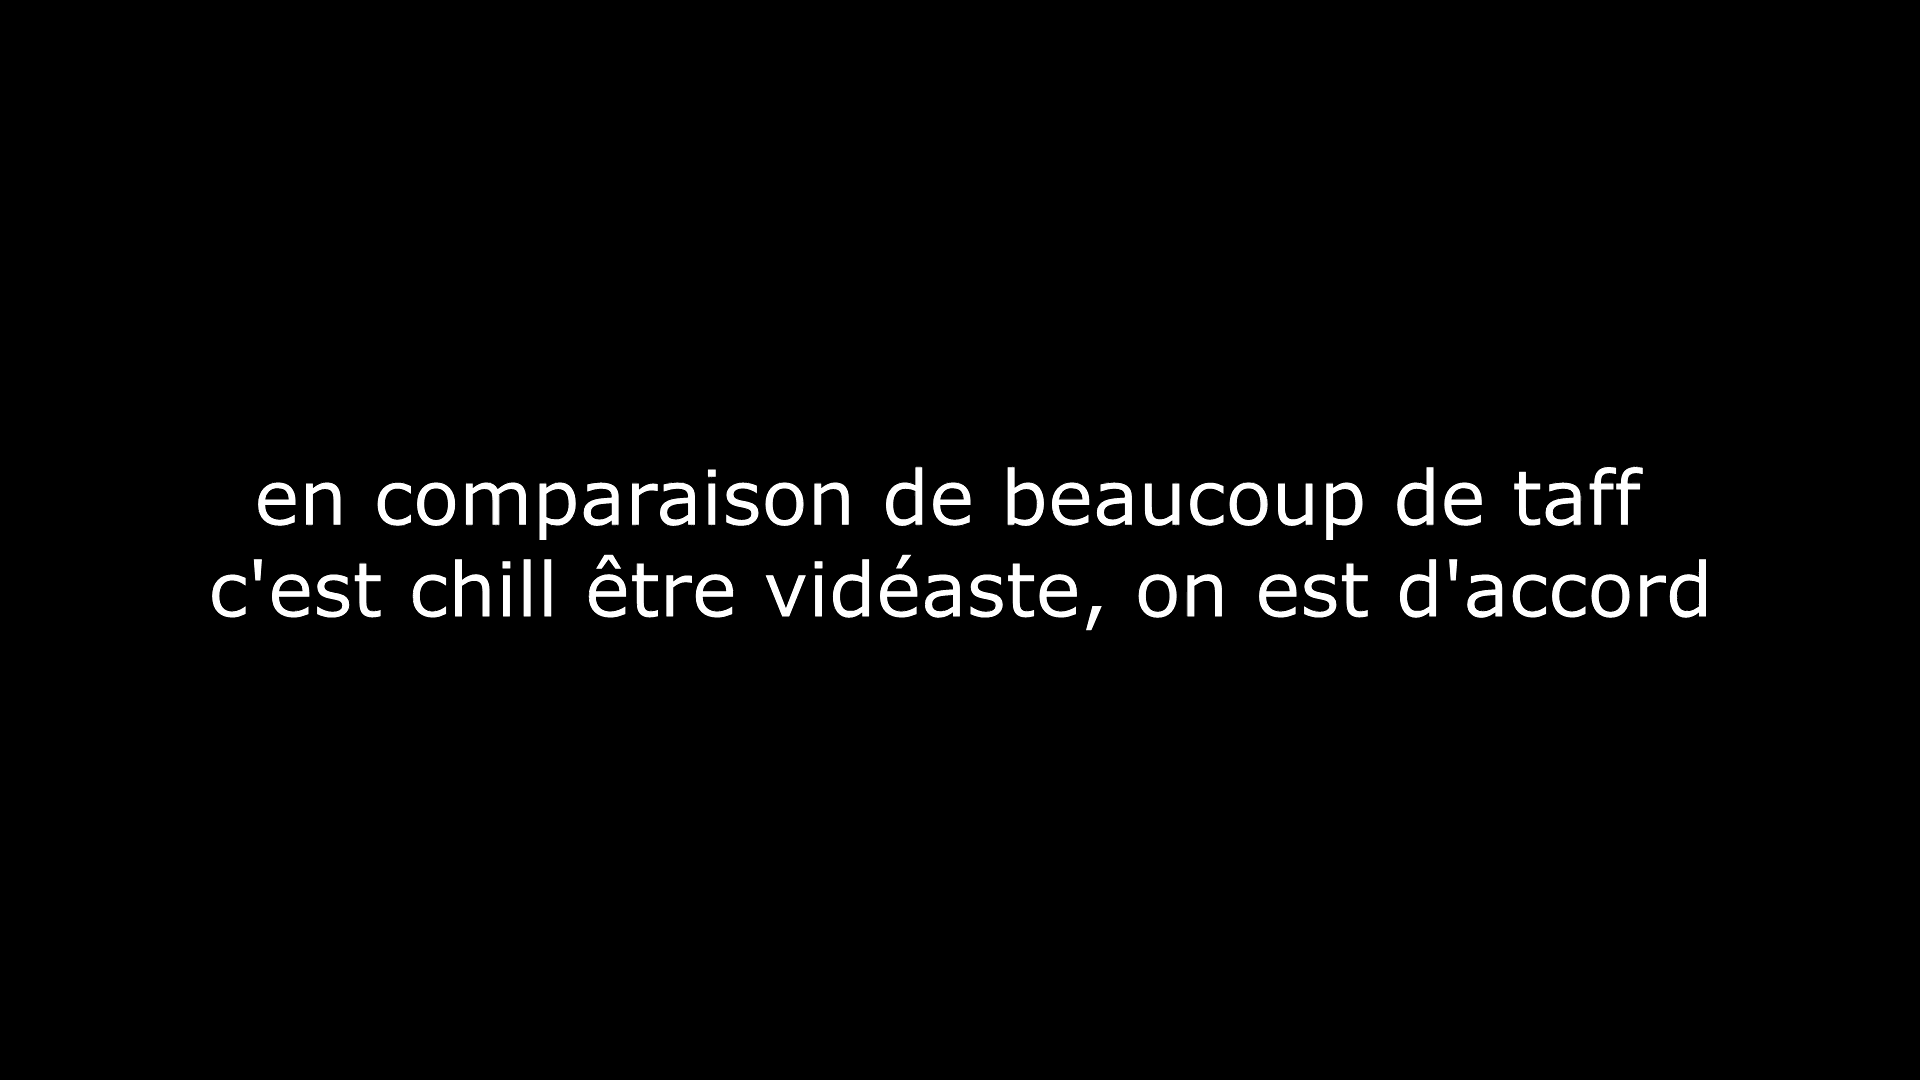 en comparaison de beaucoup de taff
c'est chill être vidéaste, on est d'accord